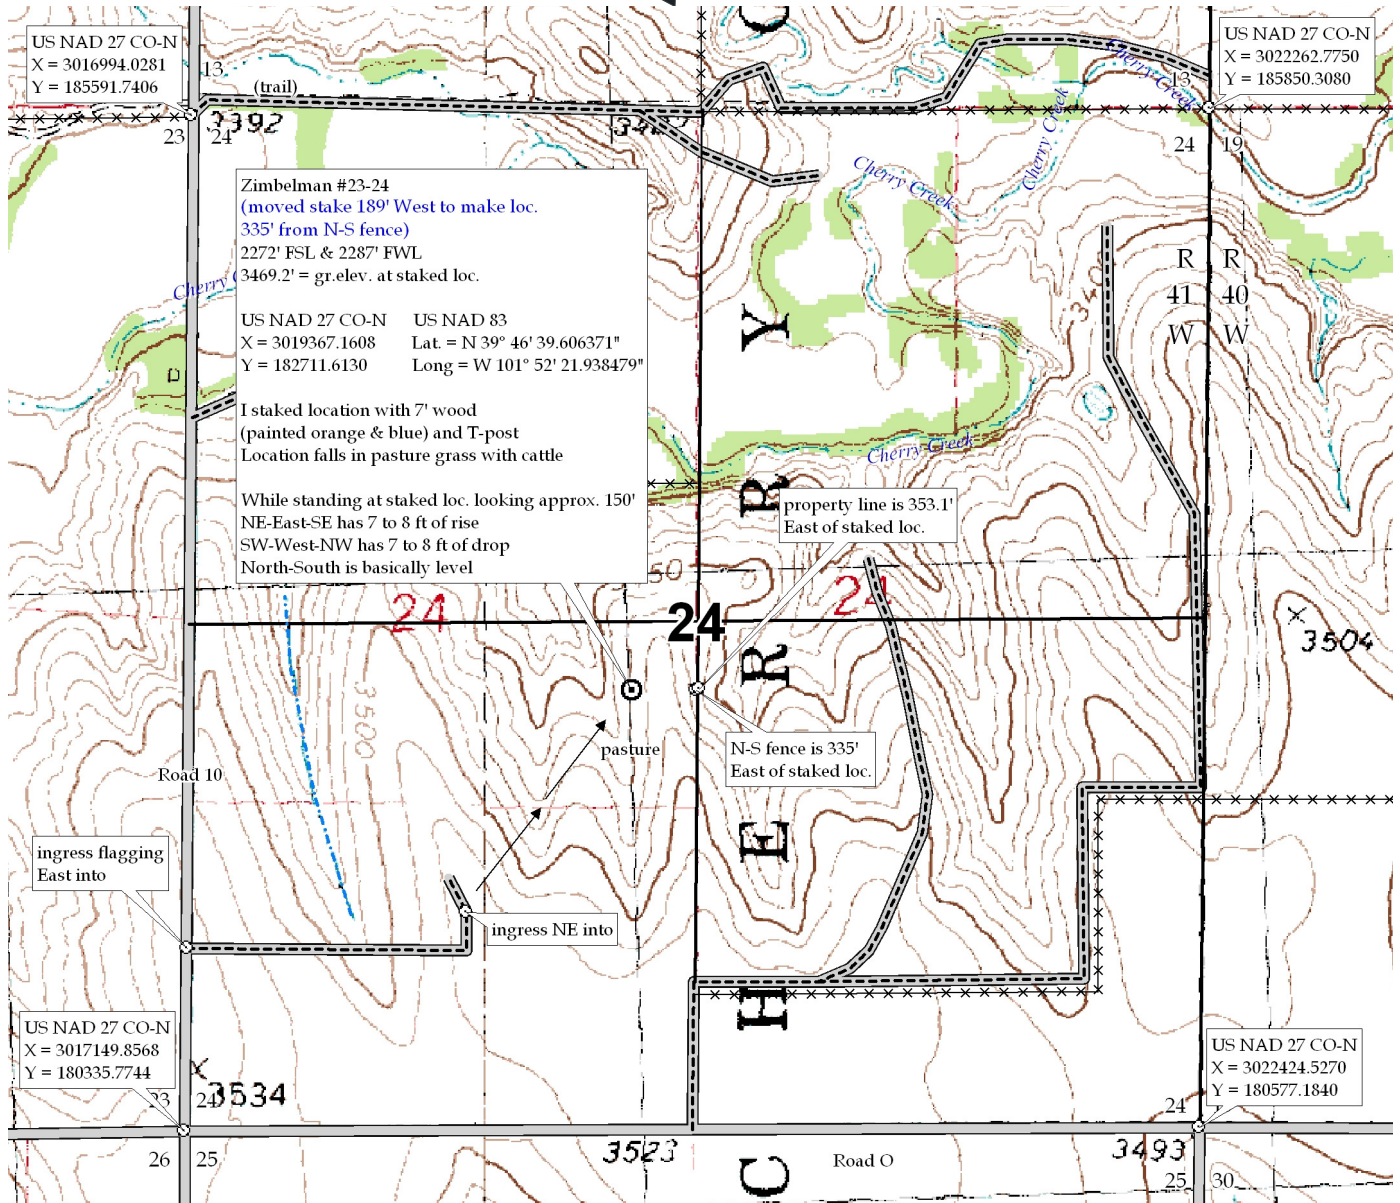 US NAD 27 CO-N
X = 3016994.0281
Y = 185591.7406
US NAD 27 CO-N
X = 3022262.7750
Y = 185850.3080
13
(trail)
13
Cherry Creek
23
24
3392
24
19
Cherry Creek
Cherry Creek
Zimbelman #23-24
(moved stake 189' West to make loc.
335' from N-S fence)
2272' FSL & 2287' FWL
3469.2' = gr.elev. at staked loc.
US NAD 27 CO-N US NAD 83
X = 3019367.1608 Lat. = N 39° 46' 39.606371"
Y = 182711.6130 Long = W 101° 52' 21.938479"
I staked location with 7' wood
(painted orange & blue) and T-post
Location falls in pasture grass with cattle
While standing at staked loc. looking approx. 150'
NE-East-SE has 7 to 8 ft of rise
SW-West-NW has 7 to 8 ft of drop
North-South is basically level
Cherry
R R
41 40
W W
Cherry Creek
property line is 353.1'
East of staked loc.
24
24
24
3504
3500
C H E R R Y
pasture
N-S fence is 335'
East of staked loc.
Road 10
ingress flagging
East into
ingress NE into
US NAD 27 CO-N
X = 3017149.8568
Y = 180335.7744
US NAD 27 CO-N
X = 3022424.5270
Y = 180577.1840
23
24
3534
24
26
25
3523
Road O
3493
25
30